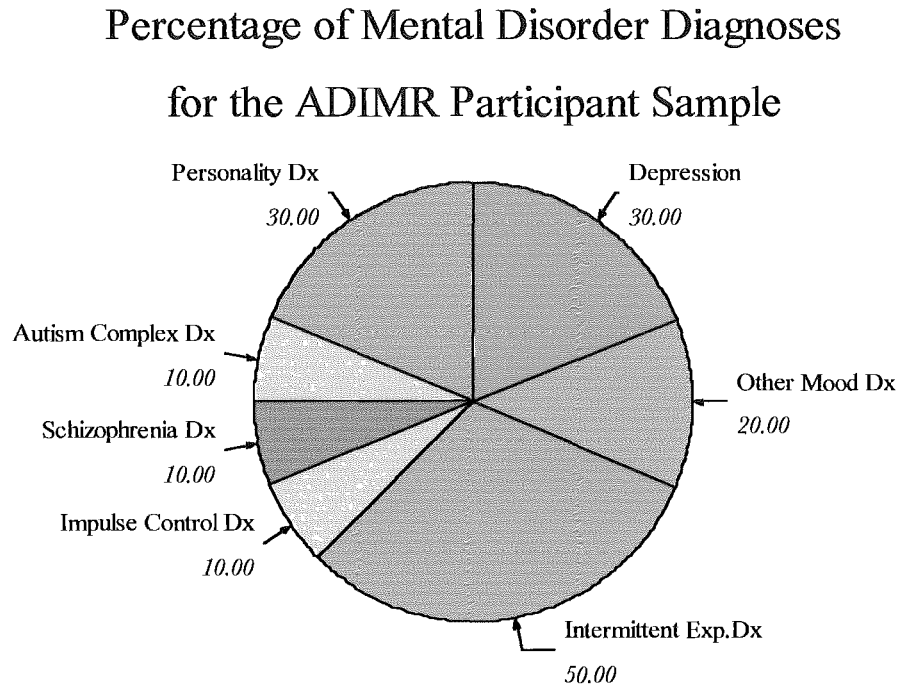 Percentage of Mental Disorder Diagnoses
for the ADIMR Participant Sample
Personality Dx
30.00
Depression
30.00
Autism Complex Dx
10.00
Other Mood Dx
20.00
Schizophrenia Dx
10.00
Impulse Control Dx
10.00
Intermittent Exp.Dx
50.00